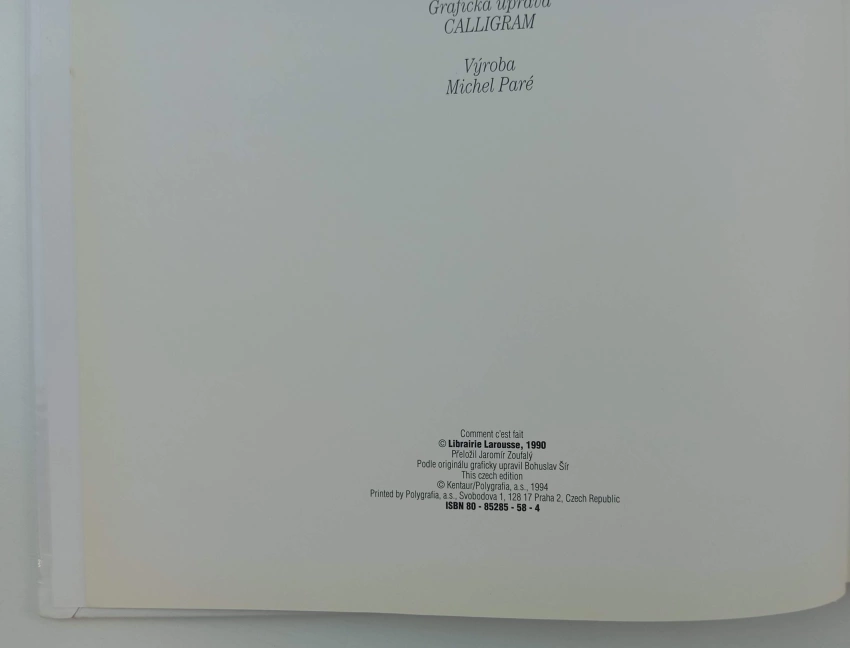 Grafická úprava
CALLIGRAM
Výroba
Michel Paré
Comment c'est fait
© Librairie Larousse, 1990
Přeložil Jaromír Zoufalý
Podle originálu graficky upravil Bohuslav Šír
This czech edition
© Kentaur/Polygrafia, a.s., 1994
Printed by Polygrafia, a.s., Svobodova 1, 128 17 Praha 2, Czech Republic
ISBN 80 - 85285 - 58 - 4